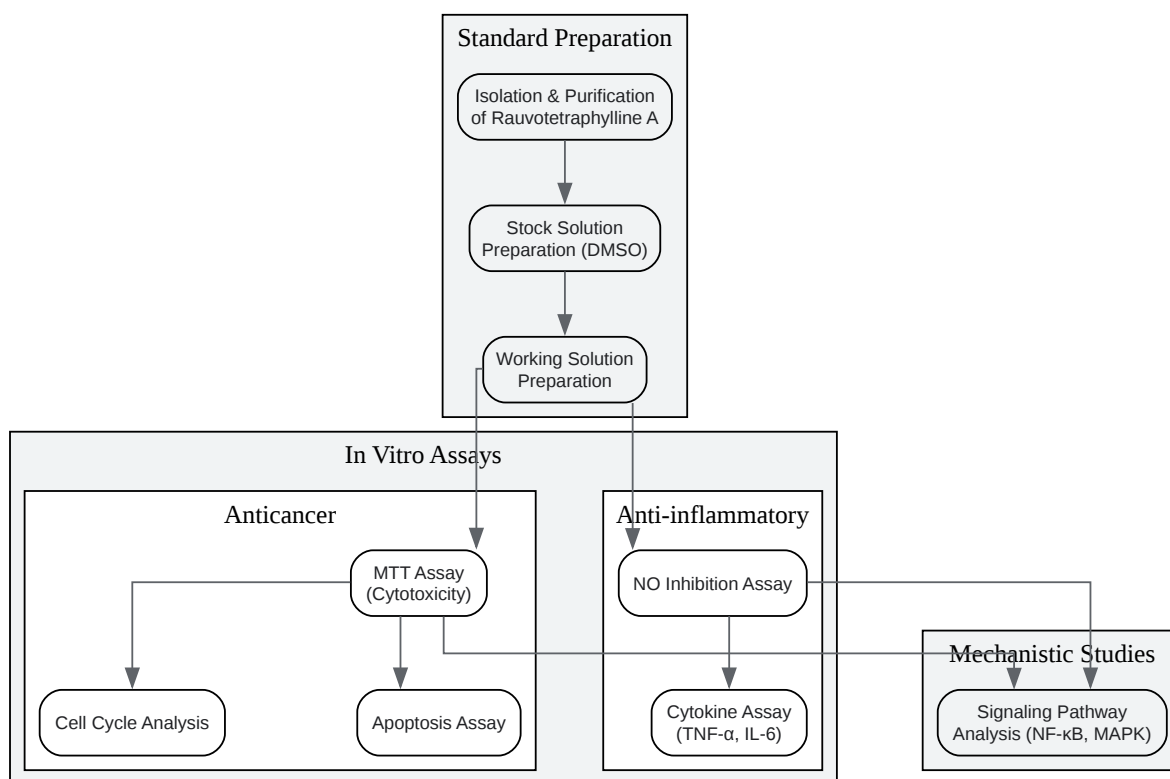 Standard Preparation
Isolation & Purification
of Rauvotetraphylline A
Stock Solution
Preparation (DMSO)
Working Solution
Preparation
In Vitro Assays
Anticancer
Anti-inflammatory
MTT Assay
(Cytotoxicity)
NO Inhibition Assay
Mechanistic Studies
Cell Cycle Analysis
Apoptosis Assay
Cytokine Assay
(TNF-α, IL-6)
Signaling Pathway
Analysis (NF-κB, MAPK)